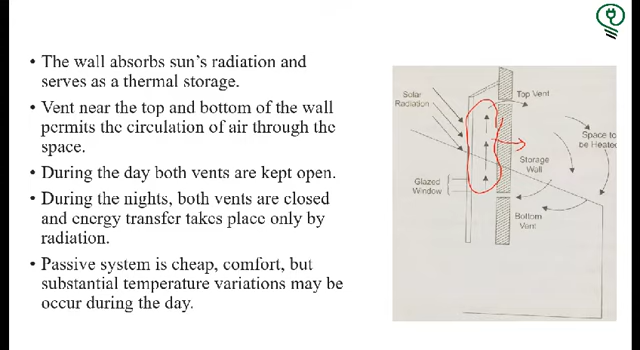 • The wall absorbs sun's radiation and
serves as a thermal storage.
• Vent near the top and bottom of the wall
permits the circulation of air through the
space.
• During the day both vents are kept open.
• During the nights, both vents are closed
and energy transfer takes place only by
radiation.
• Passive system is cheap, comfort, but
substantial temperature variations may be
occur during the day.
Solar
Radiation
Top Vent
Space to
be Heated
Storage
Wall
Glazed
Window
Bottom
Vent